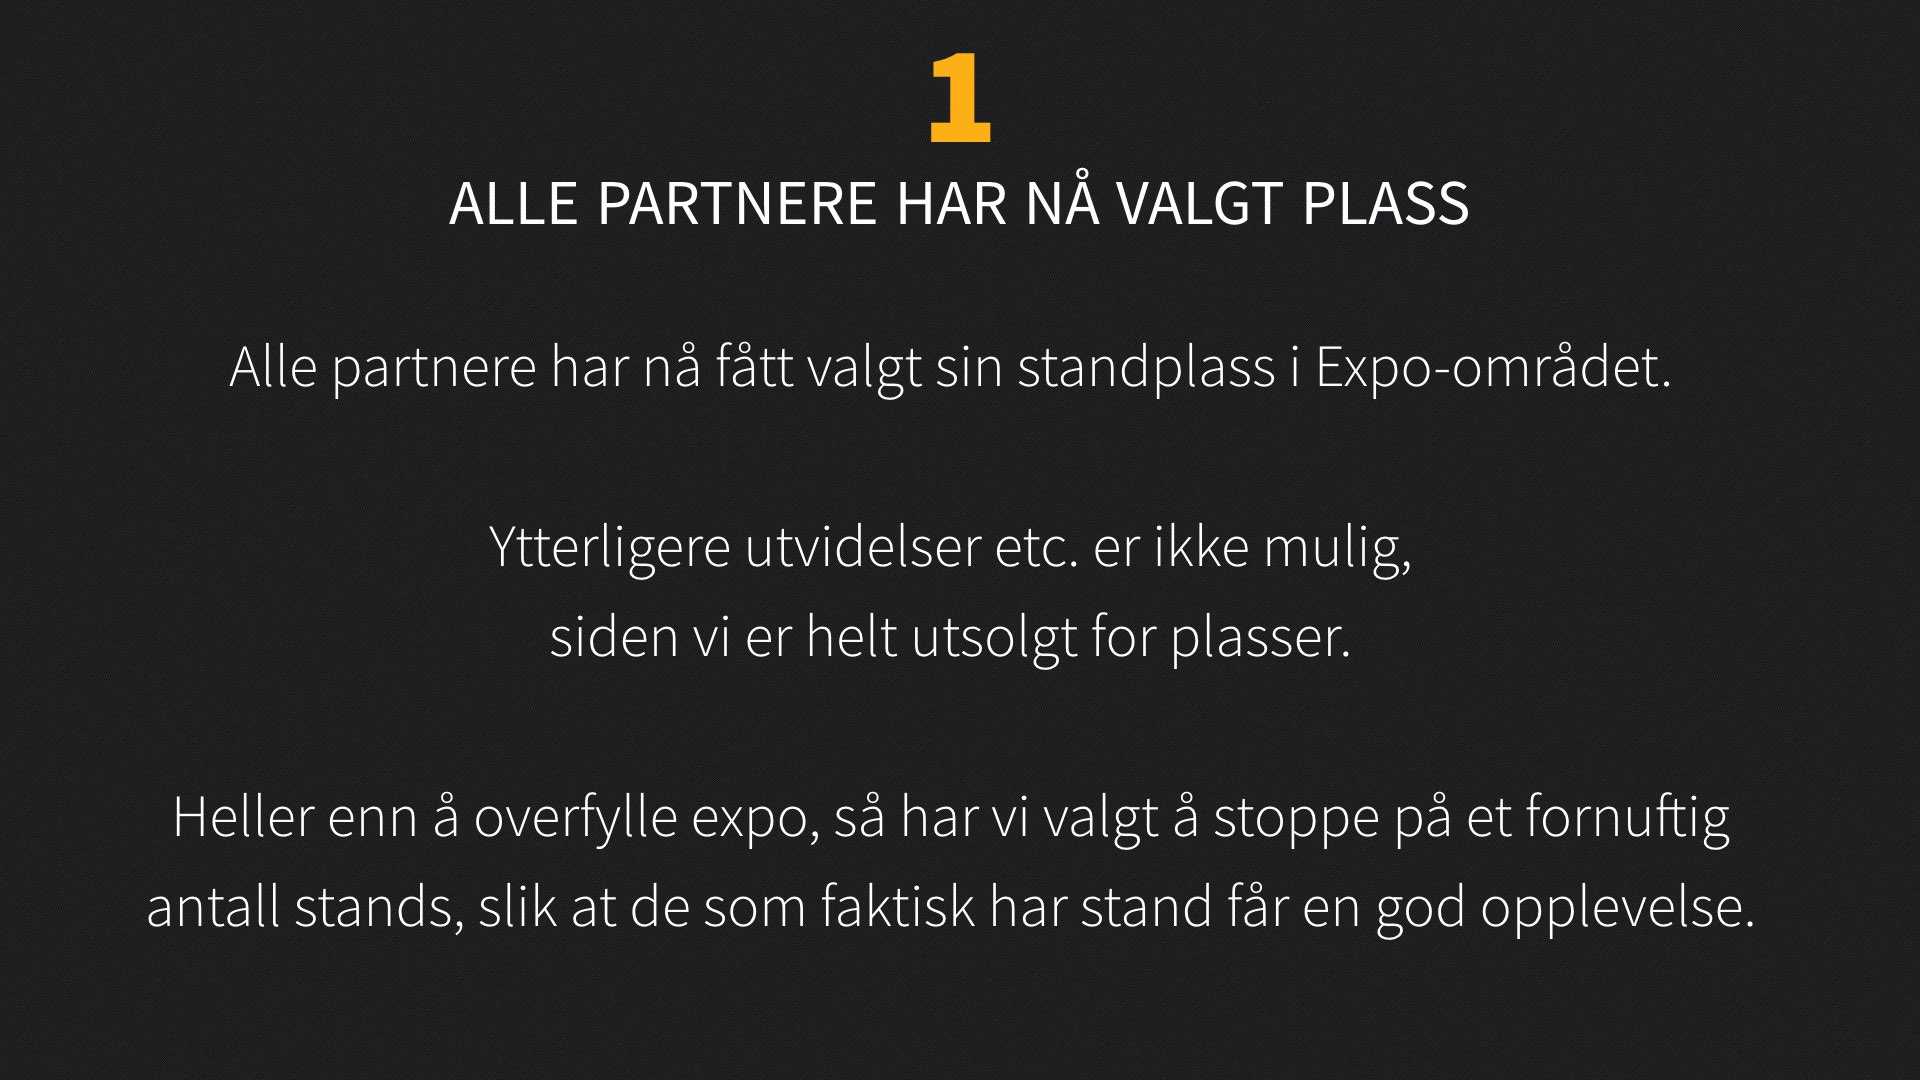 1
ALLE PARTNERE HAR NÅ VALGT PLASS
Alle partnere har nå fått valgt sin standplass i Expo-området.
Ytterligere utvidelser etc. er ikke mulig,
siden vi er helt utsolgt for plasser.
Heller enn å overfylle expo, så har vi valgt å stoppe på et fornuftig
antall stands, slik at de som faktisk har stand får en god opplevelse.